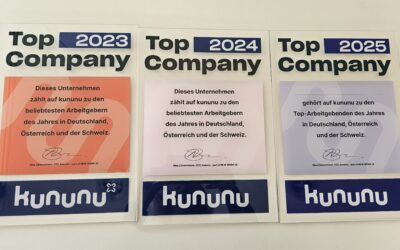 Top 2023
Company
Dieses Unternehmen
zählt auf kununu zu den
beliebtesten Arbeitgebern
des Jahres in Deutschland,
Österreich und der Schweiz.
kununu
Top 2024
Company
Dieses Unternehmen
zählt auf kununu zu den
beliebtesten Arbeitgebern
des Jahres in Deutschland,
Österreich und der Schweiz.
kununu
Top 2025
Company
gehört auf kununu zu den
Top-Arbeitgebenden des Jahres
in Deutschland, Österreich
und der Schweiz.
kununu